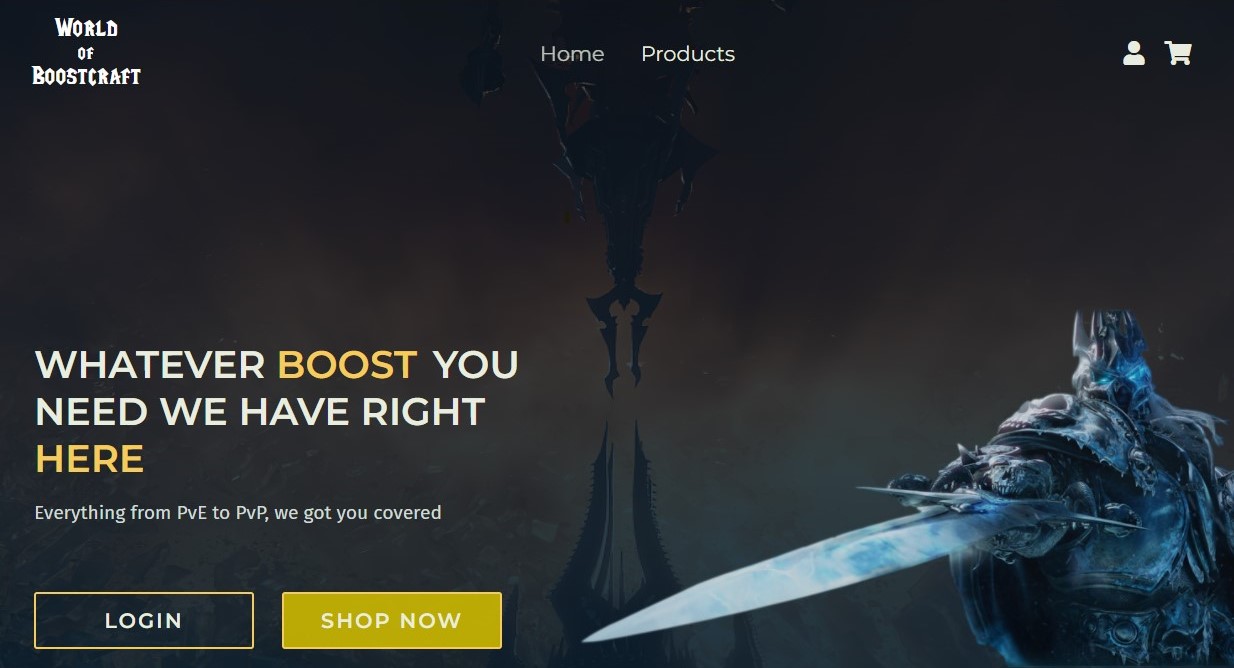 World
of
Boostcraft
Home Products
WHATEVER BOOST YOU
NEED WE HAVE RIGHT
HERE
Everything from PvE to PvP, we got you covered
LOGIN SHOP NOW